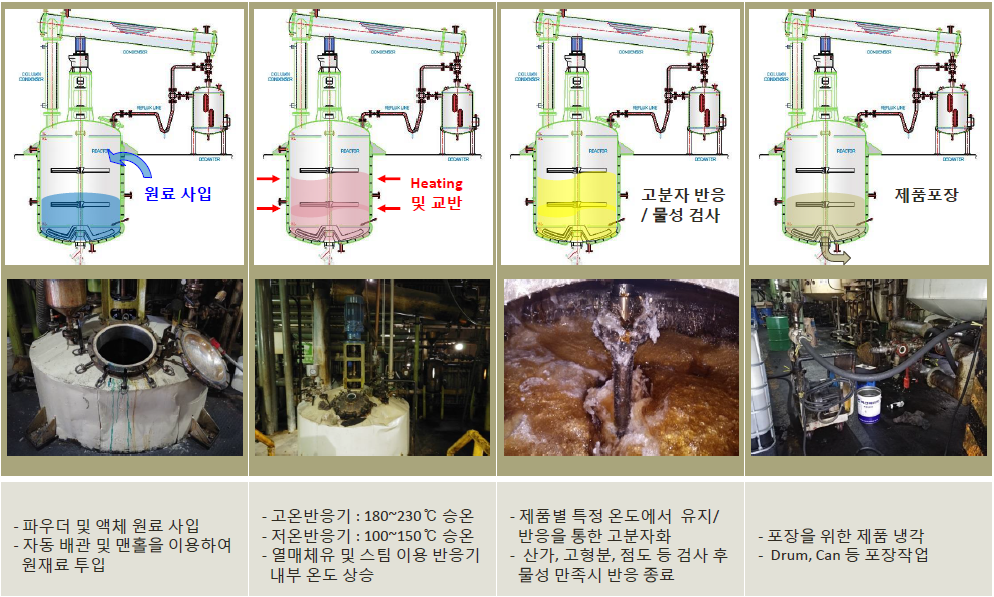 CONDENSER
COLUMN
CONDENSER
REFLUX LINE
REACTOR
DECANTER
원료 사입
CONDENSER
COLUMN
CONDENSER
REFLUX LINE
DECANTER
Heating
및 교반
CONDENSER
COLUMN
CONDENSER
REFLUX LINE
REACTOR
DECANTER
고분자 반응
/ 물성 검사
CONDENSER
COLUMN
CONDENSER
REFLUX LINE
REACTOR
DECANTER
제품포장
- 파우더 및 액체 원료 사입
- 자동 배관 및 맨홀을 이용하여
원재료 투입
- 고온반응기 : 180~230℃ 승온
- 저온반응기 : 100~150℃ 승온
- 열매체유 및 스팀 이용 반응기
내부 온도 상승
- 제품별 특정 온도에서 유지/
반응을 통한 고분자화
- 산가, 고형분, 점도 등 검사 후
물성 만족시 반응 종료
- 포장을 위한 제품 냉각
- Drum, Can 등 포장작업